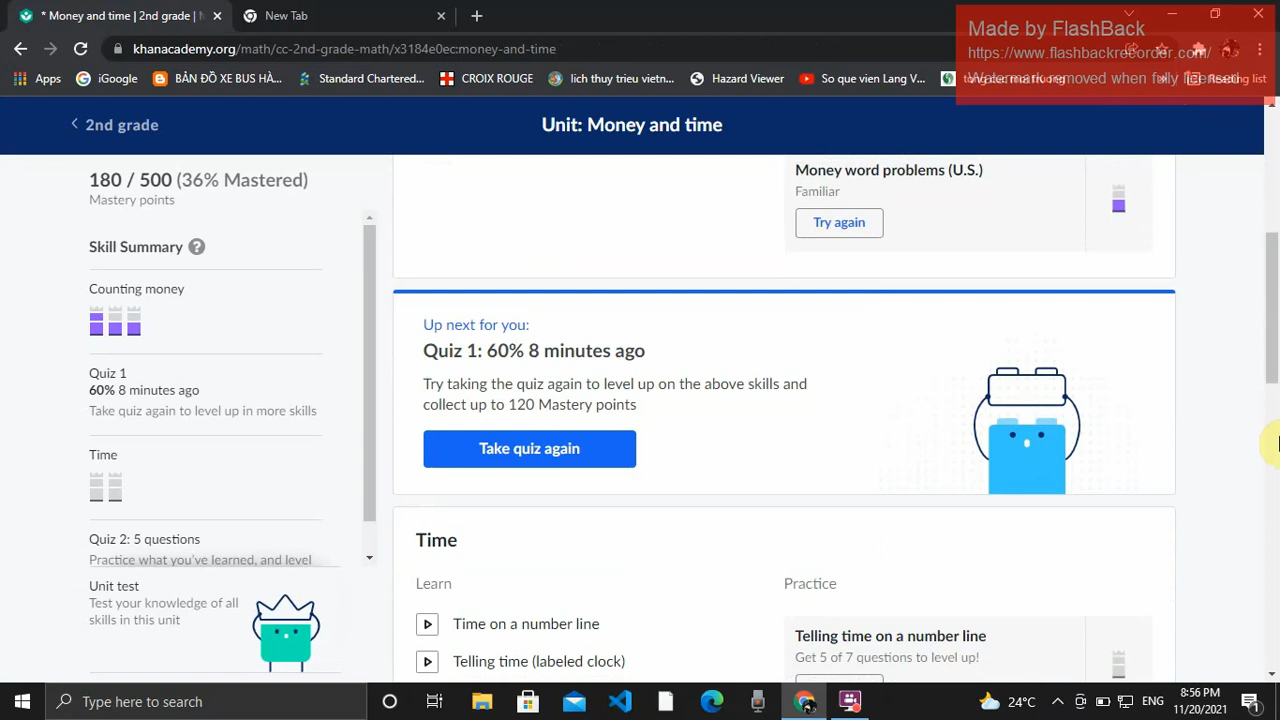 * Money and time | 2nd grade |
New Tab
Made by FlashBack
khanacademy.org/math/cc-2nd-grade-math/x3184e0ec:money-and-time
https://www.flashbackrecorder.com/
Apps
iGoogle
BẢN ĐỒ XE BUS HÀ...
Standard Chartered...
CROIX ROUGE
lich thuy trieu vietn...
Hazard Viewer
So que vien Lang V...
Watermark removed when fully licensed
Reading list
2nd grade
Unit: Money and time
180 / 500 (36% Mastered)
Mastery points
Skill Summary ?
Counting money
Quiz 1
60% 8 minutes ago
Take quiz again to level up in more skills
Time
Quiz 2: 5 questions
Practice what you've learned, and level
Unit test
Test your knowledge of all
skills in this unit
Money word problems (U.S.)
Familiar
Try again
Up next for you:
Quiz 1: 60% 8 minutes ago
Try taking the quiz again to level up on the above skills and
collect up to 120 Mastery points
Take quiz again
Time
Learn
Time on a number line
Telling time (labeled clock)
Practice
Telling time on a number line
Get 5 of 7 questions to level up!
Type here to search
24°C
ENG
8:56 PM
11/20/2021
1